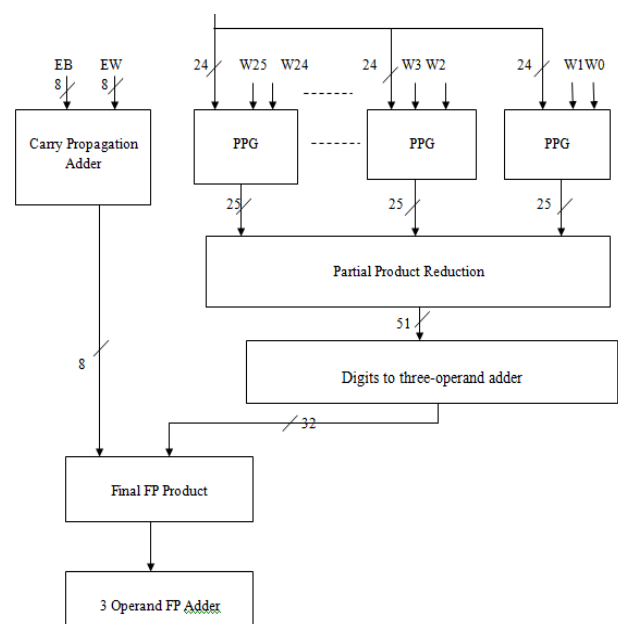 EB EW
8 8
24 W25 W24
24 W3 W2
24 W1 W0
Carry Propagation
Adder
PPG
PPG
PPG
25
25
25
Partial Product Reduction
51
8
Digits to three-operand adder
32
Final FP Product
3 Operand FP Adder